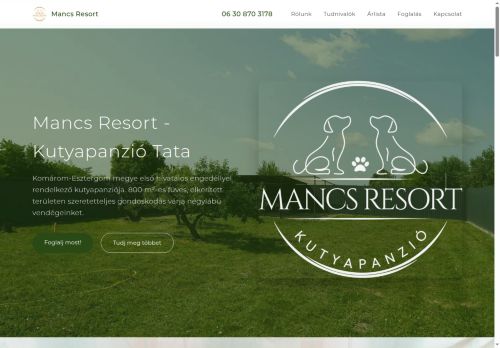 Mancs Resort
06 30 870 3178
Rólunk
Tudnivalók
Árlista
Foglalás
Kapcsolat
Mancs Resort -
Kutyapanzió Tata
Komárom-Esztergom megye első hivatalos engedéllyel
rendelkező kutyapanziója. 800 m²-es füves, elkerített
területen szeretetteljes gondoskodás várja négylábú
vendégeinket.
Foglalj most!
Tudj meg többet
MANCS RESORT
KUTYAPANZIÓ